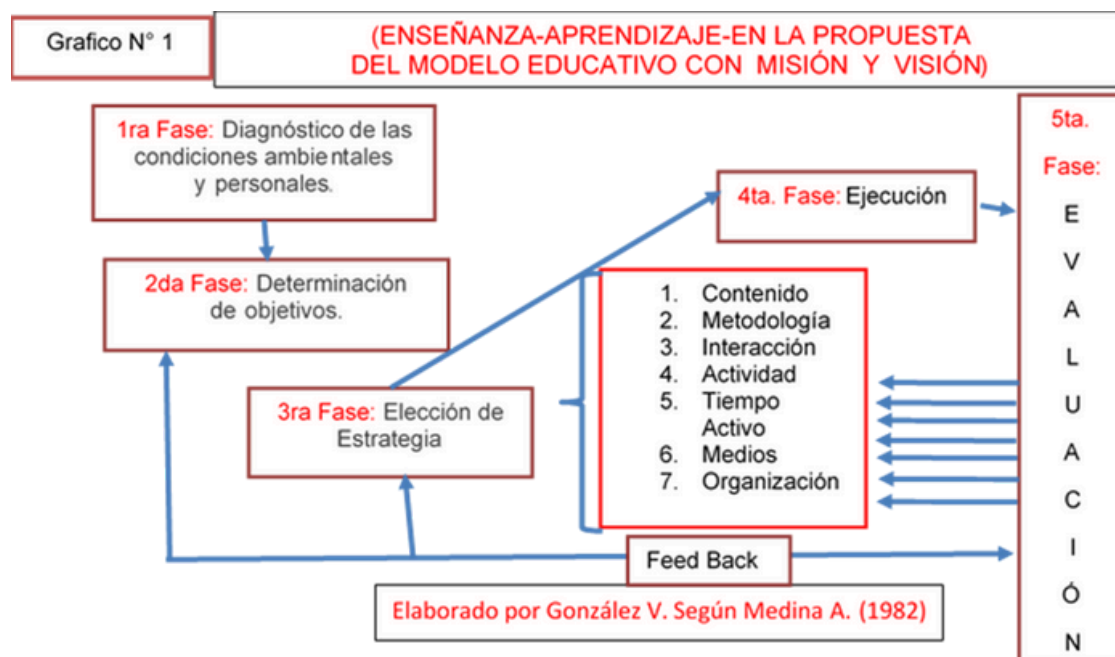 Grafico N° 1
(ENSEÑANZA-APRENDIZAJE-EN LA PROPUESTA
DEL MODELO EDUCATIVO CON MISIÓN Y VISIÓN)
1ra Fase: Diagnóstico de las
condiciones ambientales
y personales.
2da Fase: Determinación
de objetivos.
3ra Fase: Elección de
Estrategia
4ta. Fase: Ejecución
1. Contenido
2. Metodología
3. Interacción
4. Actividad
5. Tiempo
Activo
6. Medios
7. Organización
5ta.
Fase:
E
V
A
L
U
A
C
I
Ó
N
Feed Back
Elaborado por González V. Según Medina A. (1982)